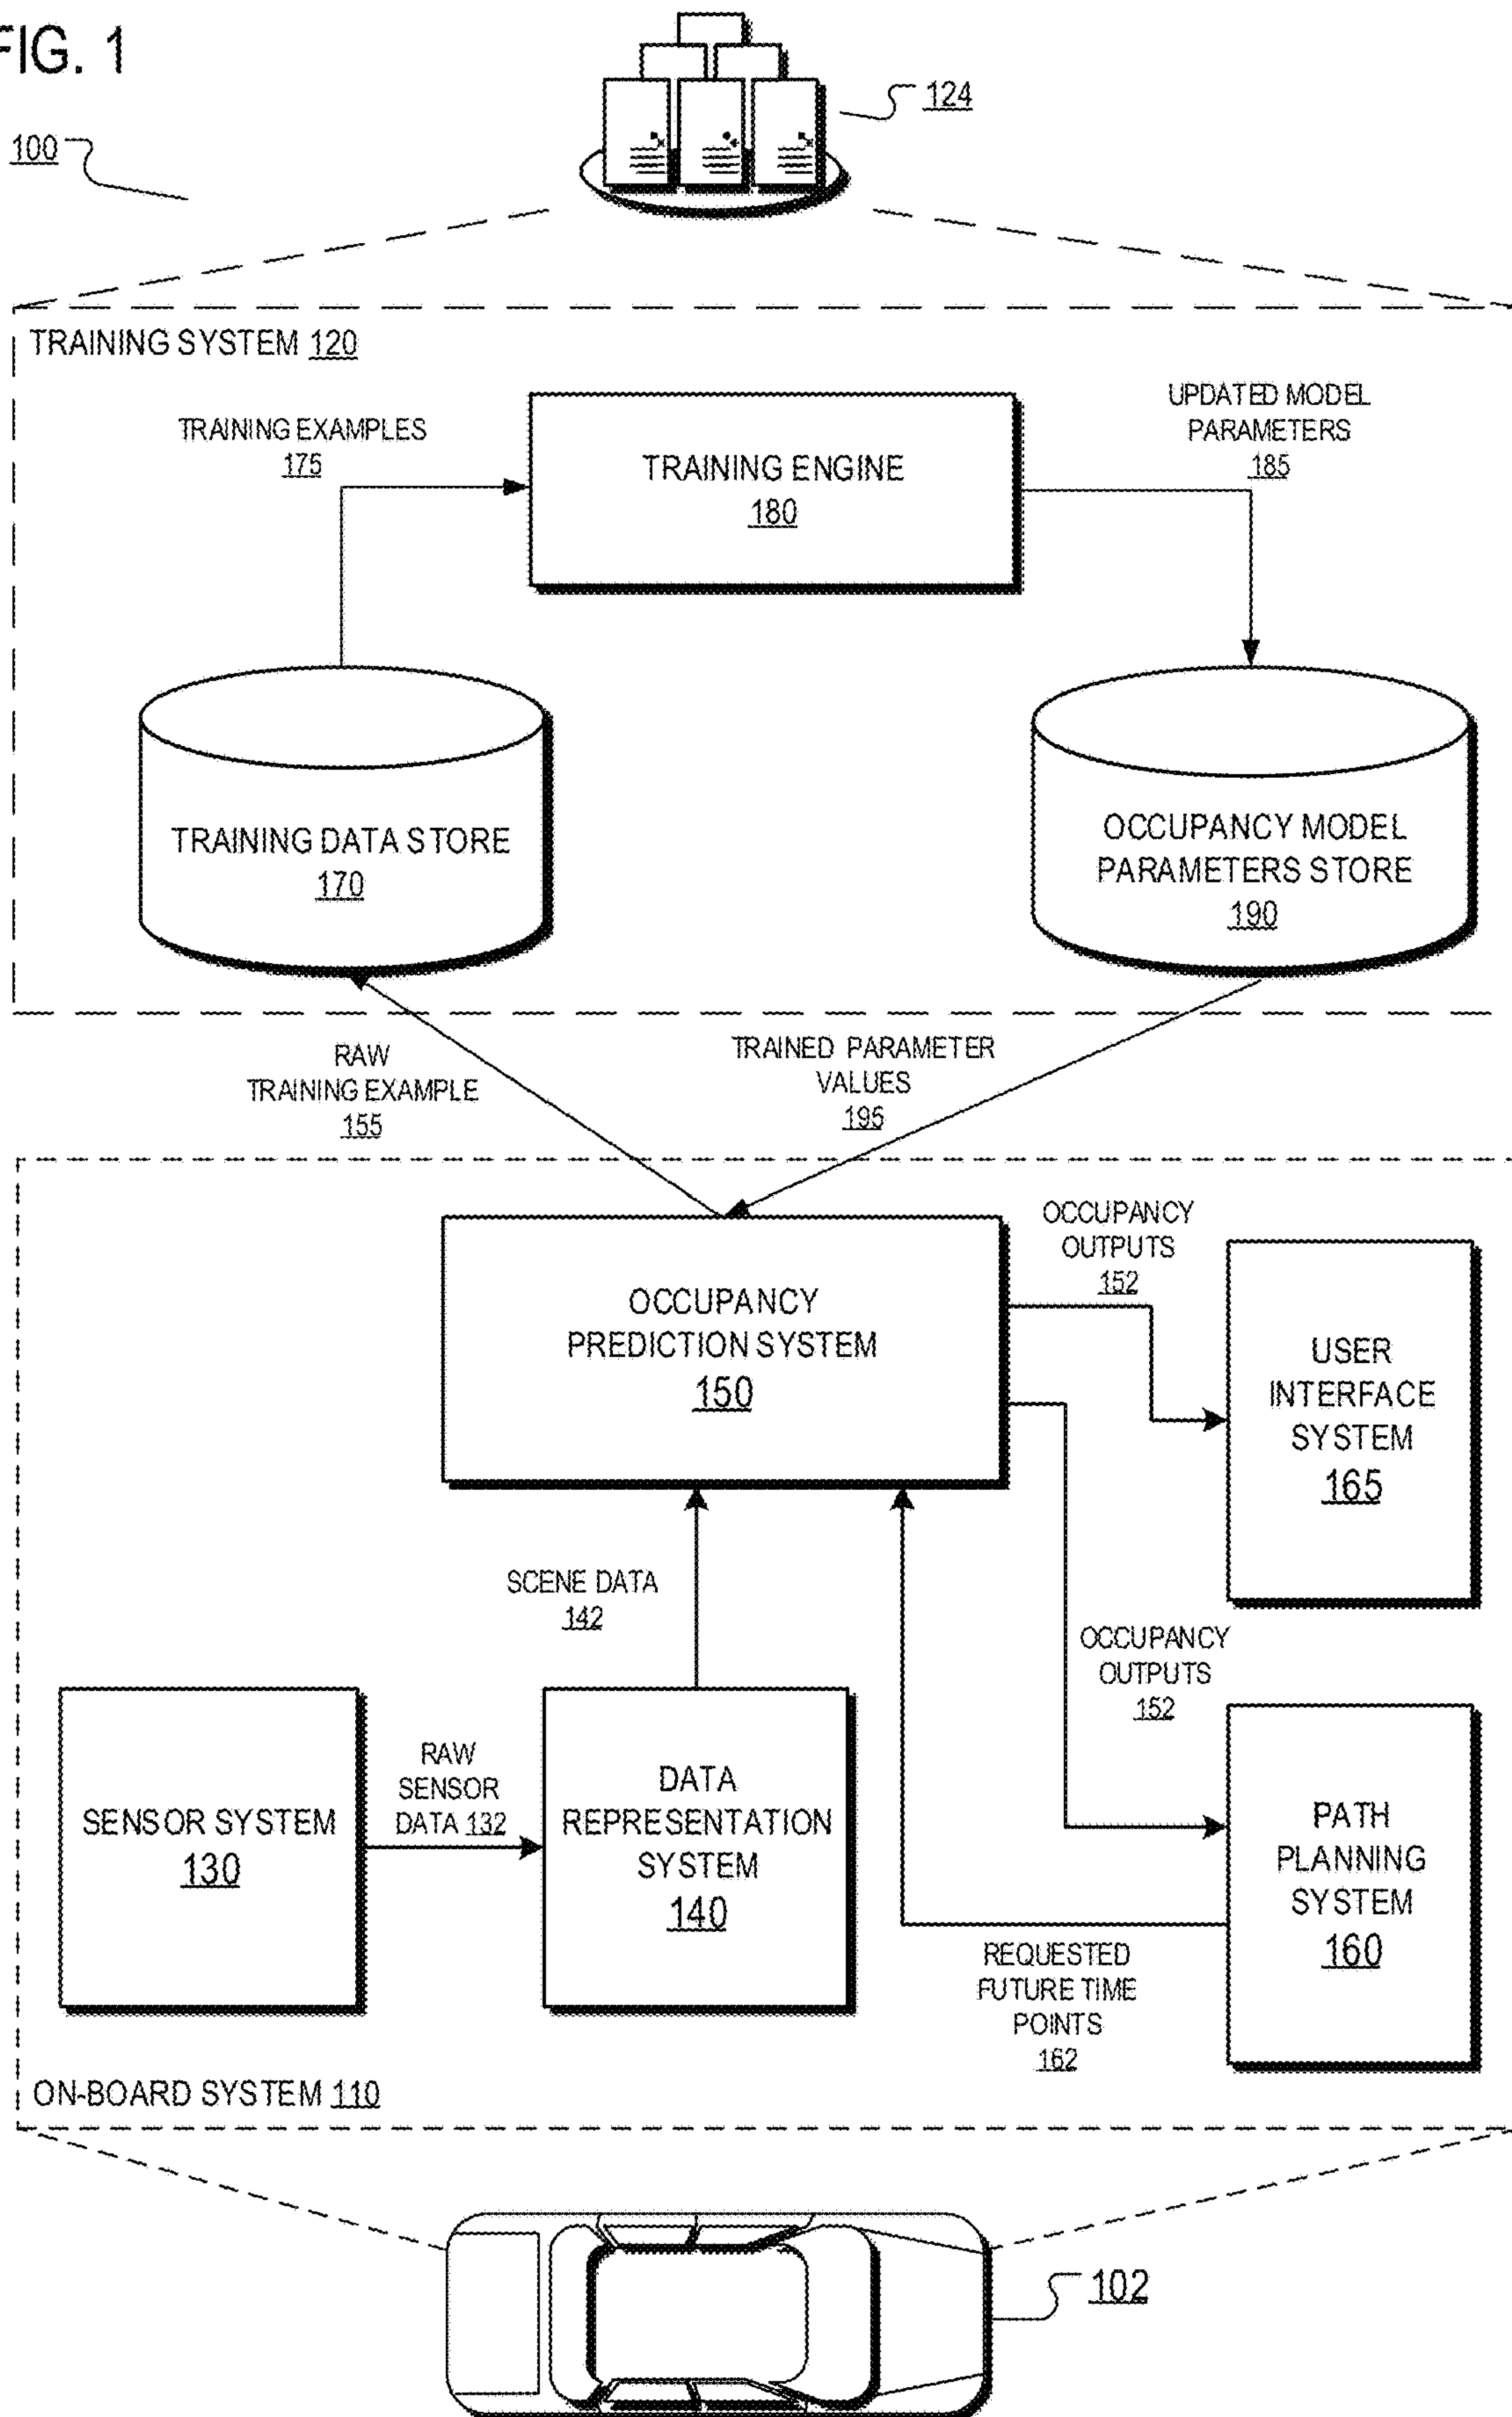 FIG. 1
124
100
TRAINING SYSTEM 120
TRAINING EXAMPLES
175
UPDATED MODEL
PARAMETERS
185
TRAINING ENGINE
180
TRAINING DATA STORE
170
OCCUPANCY MODEL
PARAMETERS STORE
190
RAW
TRAINING EXAMPLE
155
TRAINED PARAMETER
VALUES
195
OCCUPANCY
PREDICTION SYSTEM
150
OCCUPANCY
OUTPUTS
152
USER
INTERFACE
SYSTEM
165
SCENE DATA
142
OCCUPANCY
OUTPUTS
152
SENSOR SYSTEM
130
RAW
SENSOR
DATA 132
DATA
REPRESENTATION
SYSTEM
140
PATH
PLANNING
SYSTEM
160
REQUESTED
FUTURE TIME
POINTS
162
ON-BOARD SYSTEM 110
102